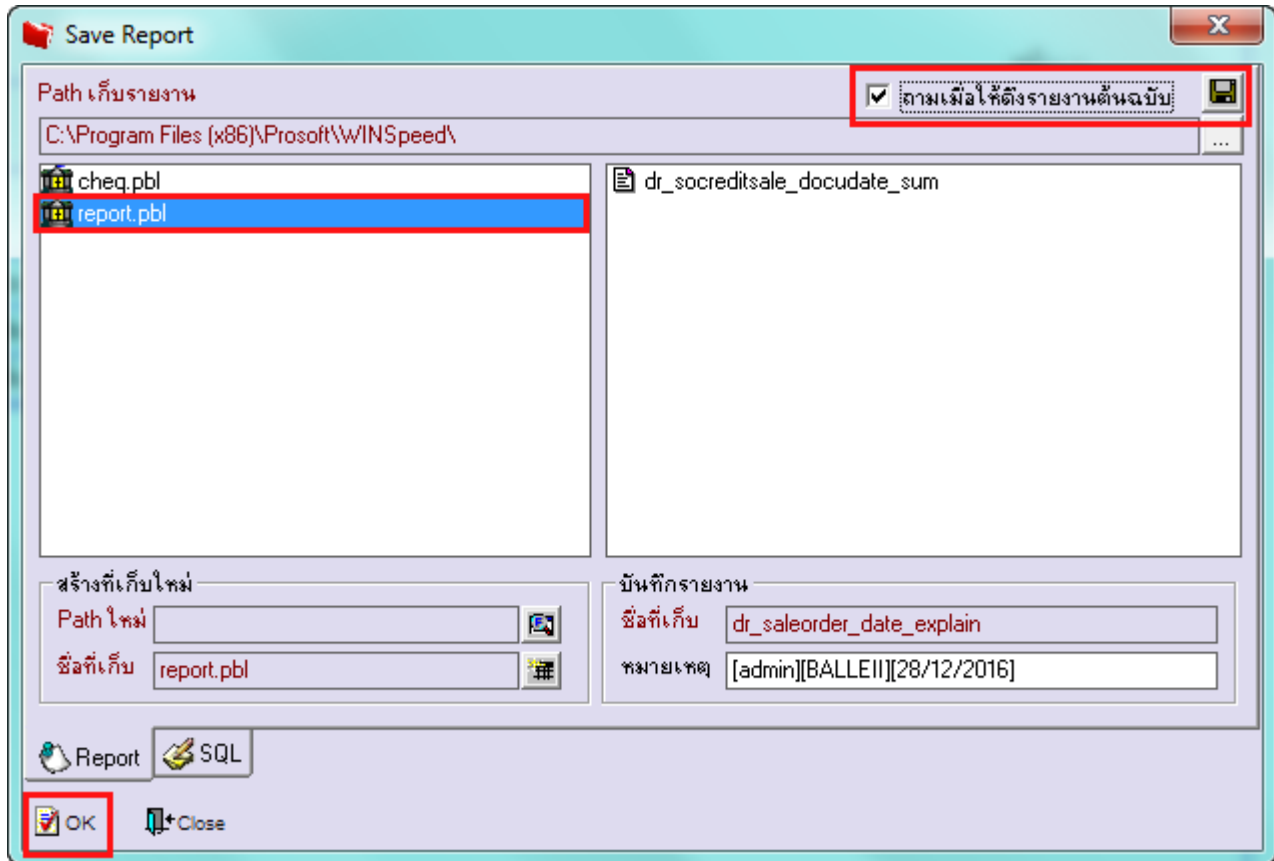 Save Report
Path เก็บรายงาน
ถามเมื่อให้ดึงรายงานต้นฉบับ
C:\Program Files (x86)\Prosoft\WINSpeed\
...
cheq.pbl
report.pbl
dr_socreditsale_docudate_sum
สร้างที่เก็บใหม่
Path ใหม่
ชื่อที่เก็บ report.pbl
บันทึกรายงาน
ชื่อที่เก็บ dr_saleorder_date_explain
หมายเหตุ [admin][BALLEII][28/12/2016]
Report SQL
OK Close